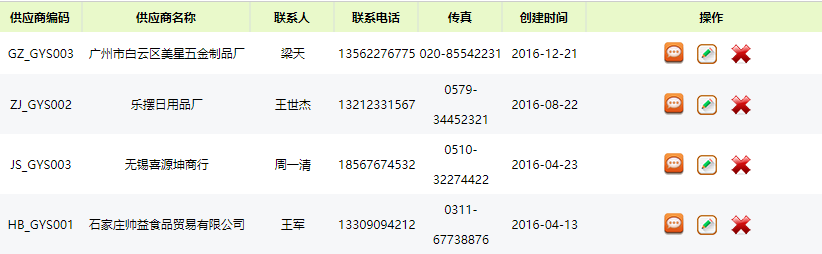 供应商编码 供应商名称 联系人 联系电话 传真 创建时间 操作
GZ_GYS003 广州市白云区美星五金制品厂 梁天 13562276775 020-85542231 2016-12-21
ZJ_GYS002 乐摆日用品厂 王世杰 13212331567 0579-
34452321 2016-08-22
JS_GYS003 无锡喜源坤商行 周一清 18567674532 0510-
32274422 2016-04-23
HB_GYS001 石家庄帅益食品贸易有限公司 王军 13309094212 0311-
67738876 2016-04-13